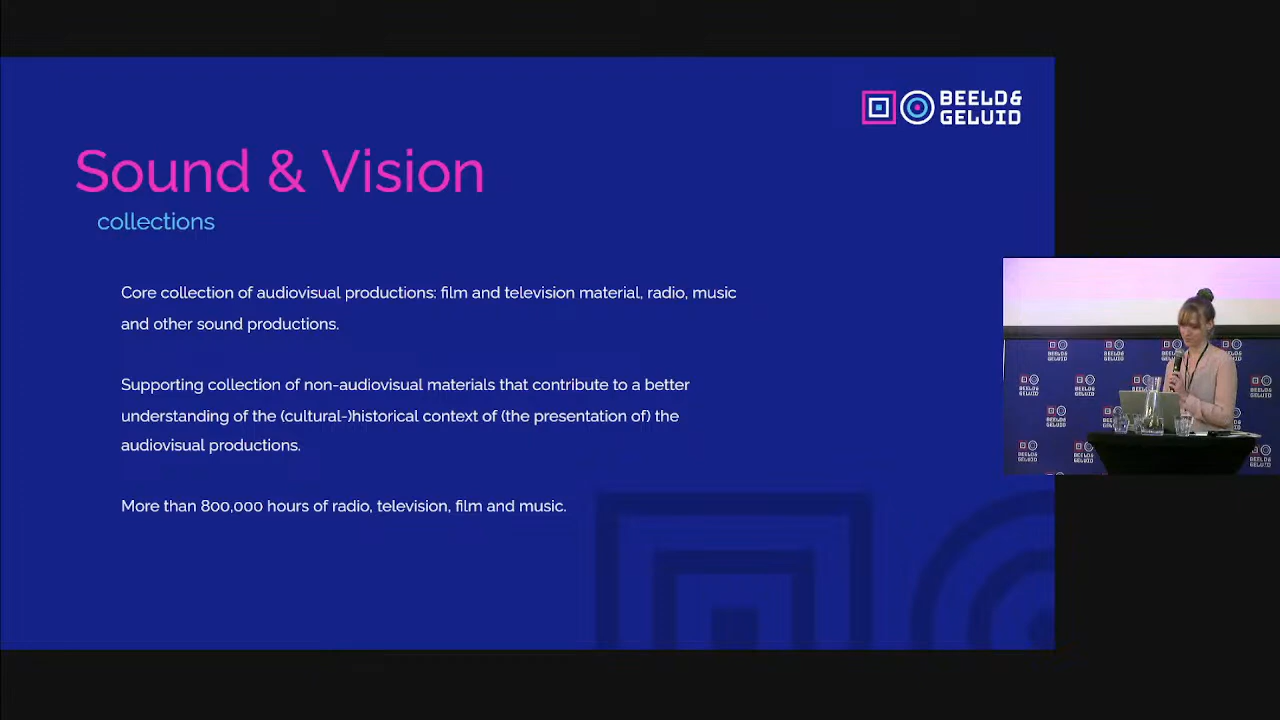 BEELD&
GELUID
Sound & Vision
collections
Core collection of audiovisual productions: film and television material, radio, music
and other sound productions.
Supporting collection of non-audiovisual materials that contribute to a better
understanding of the (cultural-)historical context of (the presentation of) the
audiovisual productions.
More than 800,000 hours of radio, television, film and music.